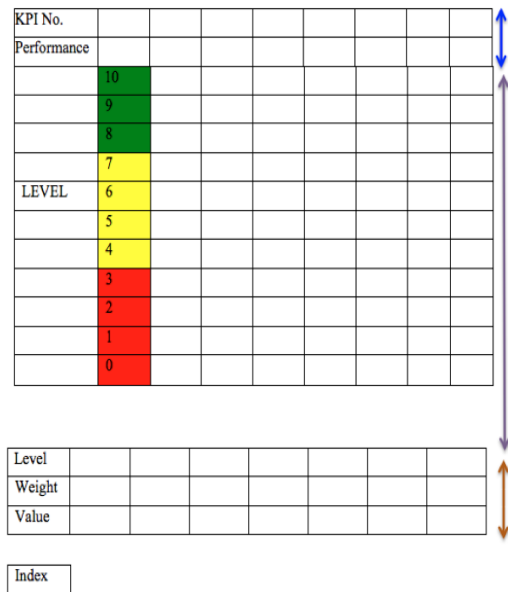 KPI No.
Performance
10
9
8
7
LEVEL 6
5
4
3
2
1
0
Level
Weight
Value
Index